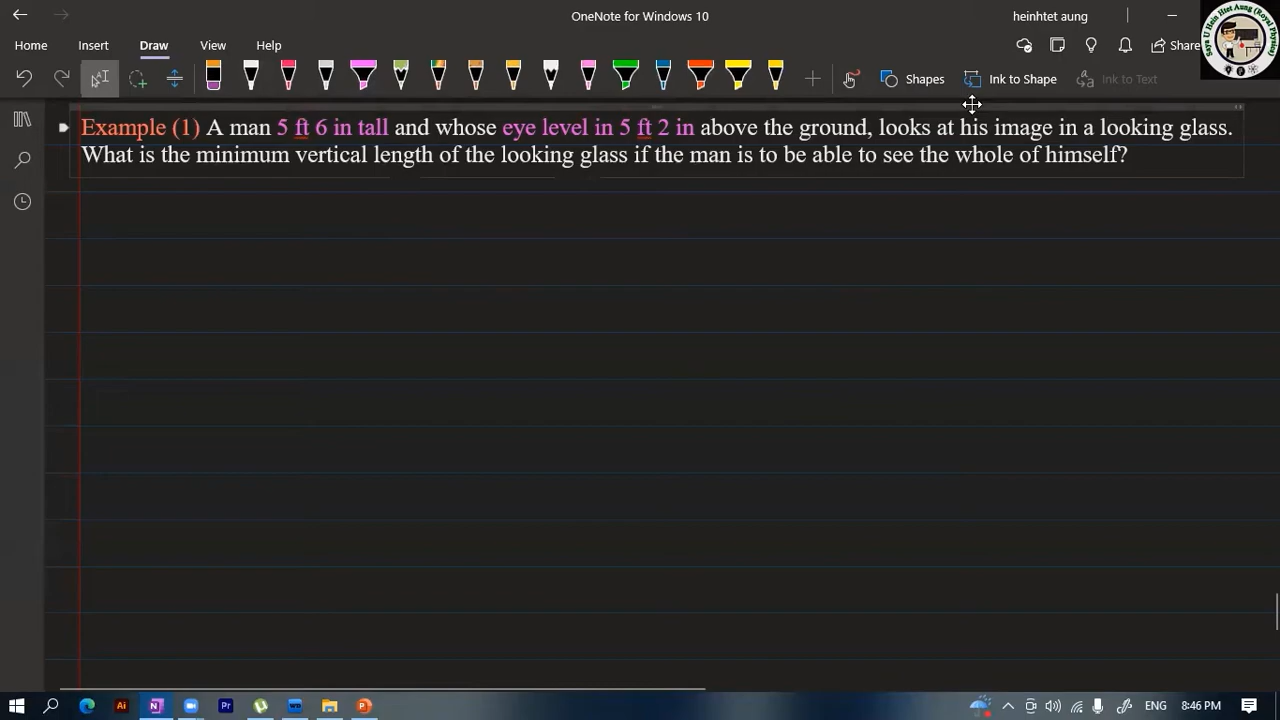 OneNote for Windows 10
heinhtet aung
Home
Insert
Draw
View
Help
Share
Shapes
Ink to Shape
Ink to Text
Example (1) A man 5 ft 6 in tall and whose eye level in 5 ft 2 in above the ground, looks at his image in a looking glass.
What is the minimum vertical length of the looking glass if the man is to be able to see the whole of himself?
ENG
8:46 PM